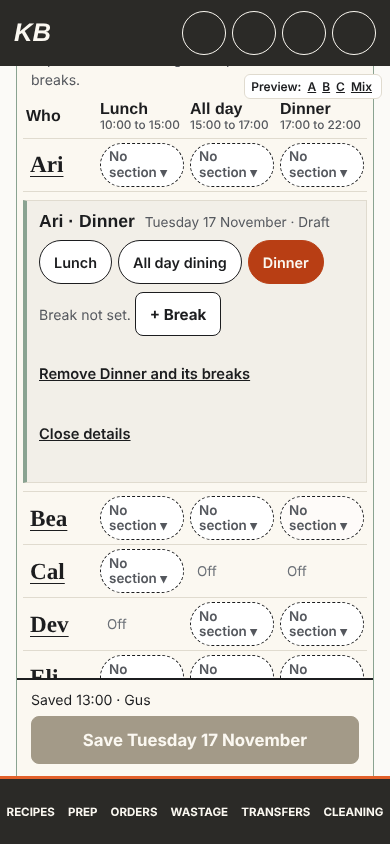 KB
breaks.
Preview: A B C Mix
Who Lunch All day Dinner
10:00 to 15:00 15:00 to 17:00 17:00 to 22:00
Ari No section ▾ No section ▾ No section ▾
Ari · Dinner Tuesday 17 November · Draft
Lunch All day dining Dinner
Break not set. + Break
Remove Dinner and its breaks
Close details
Bea No section ▾ No section ▾ No section ▾
Cal No section ▾ Off Off
Dev Off No section ▾ No section ▾
Eli No No No
Saved 13:00 · Gus
Save Tuesday 17 November
RECIPES PREP ORDERS WASTAGE TRANSFERS CLEANING